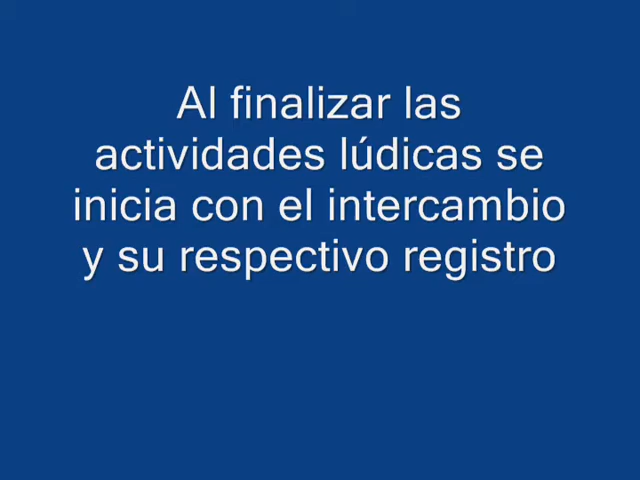 Al finalizar las
actividades lúdicas se
inicia con el intercambio
y su respectivo registro